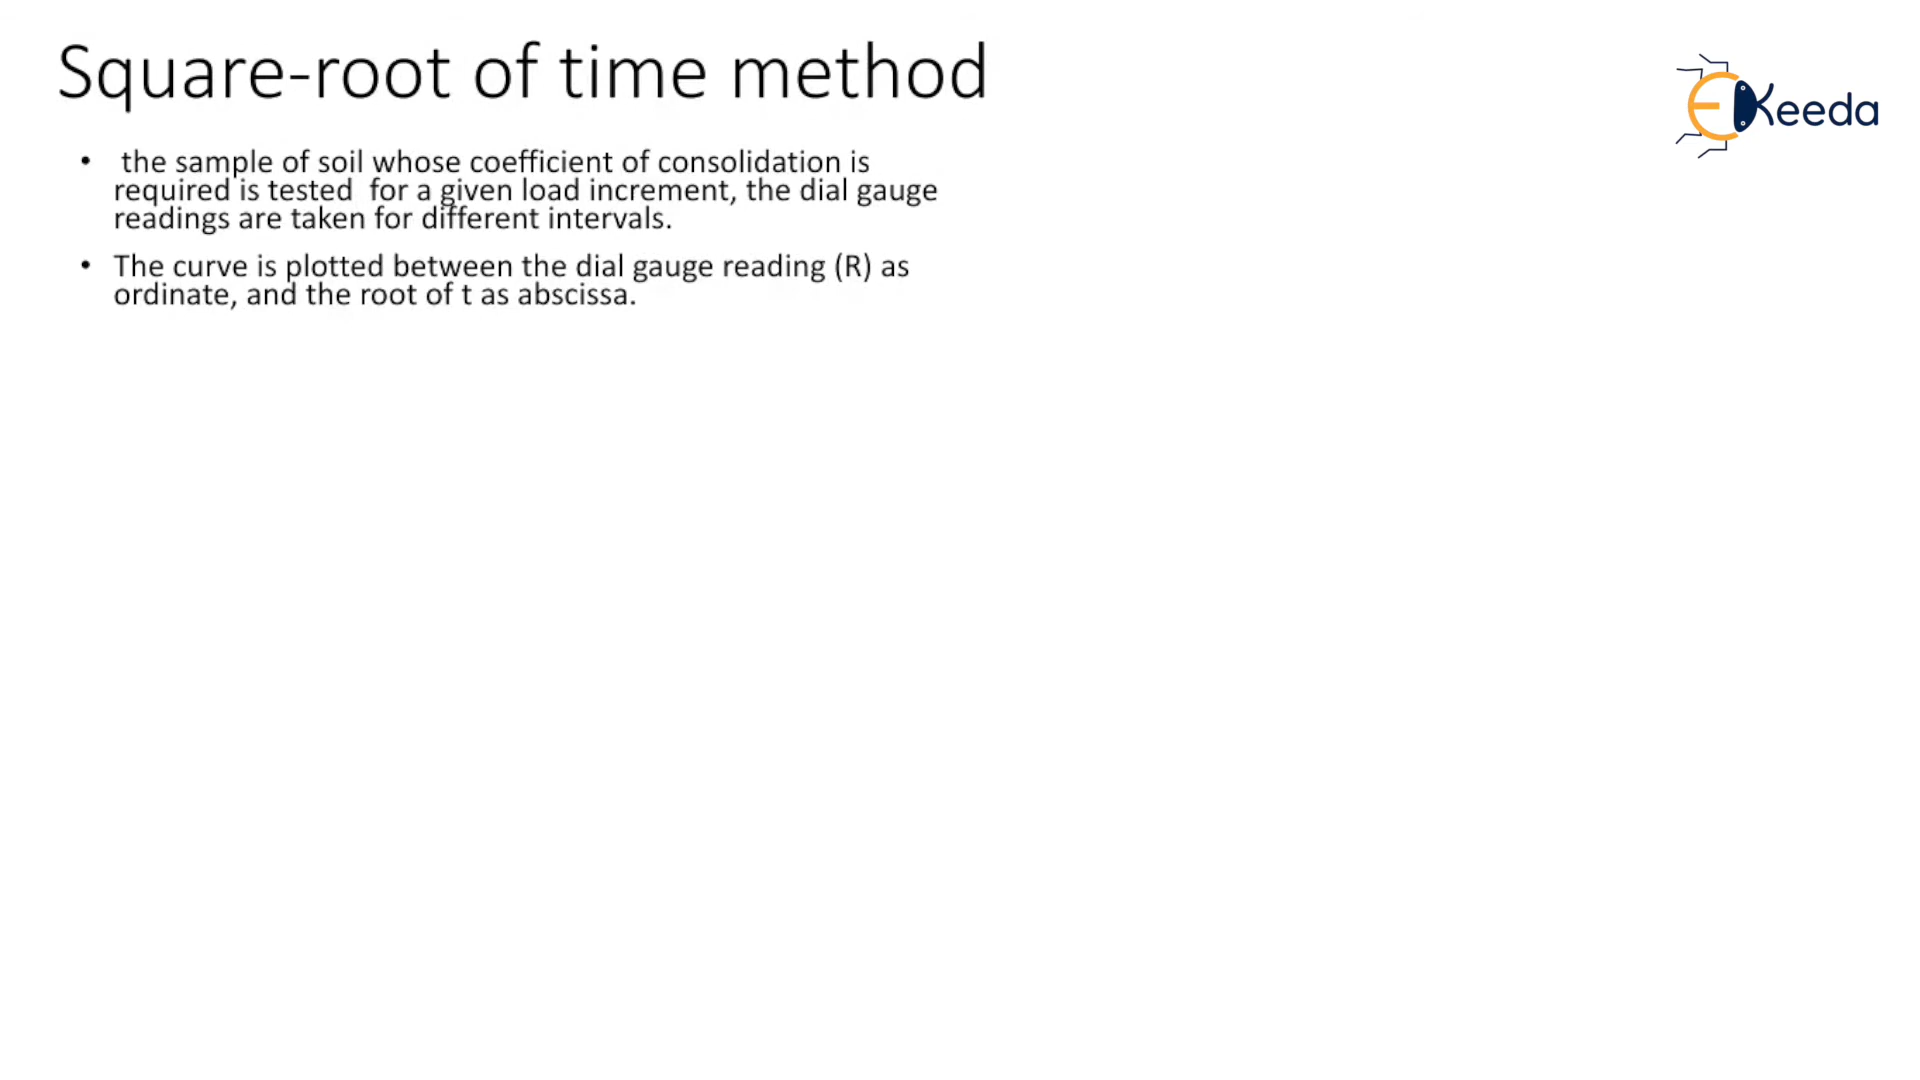 Square-root of time method
EKeeda
• the sample of soil whose coefficient of consolidation is
required is tested for a given load increment, the dial gauge
readings are taken for different intervals.
• The curve is plotted between the dial gauge reading (R) as
ordinate, and the root of t as abscissa.